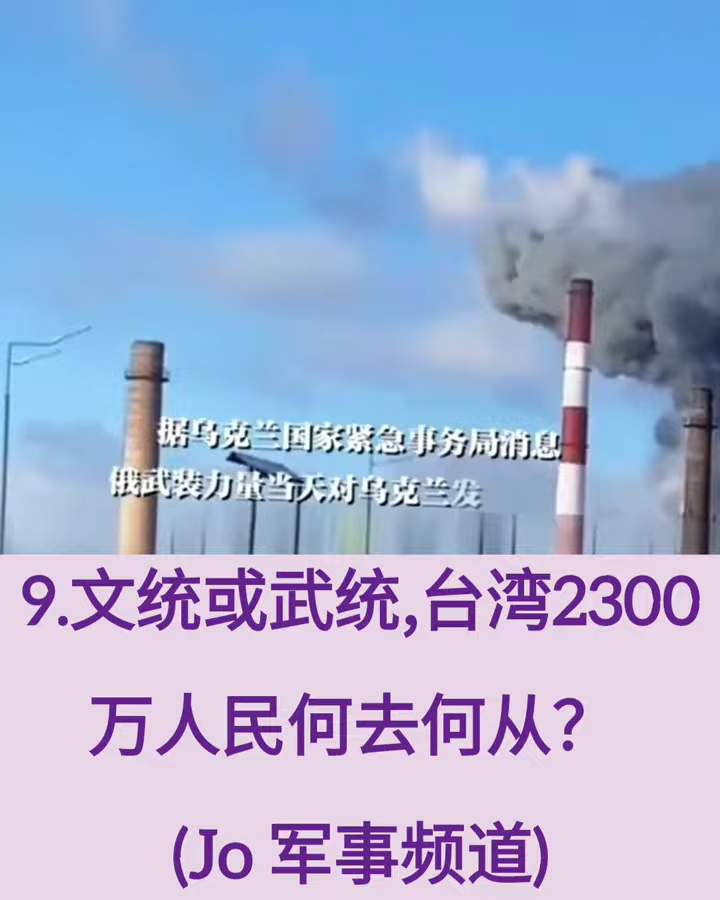 据乌克兰国家紧急事务局消息
俄武装力量当天对乌克兰发
9.文统或武统,台湾2300
万人民何去何从?
(Jo 军事频道)